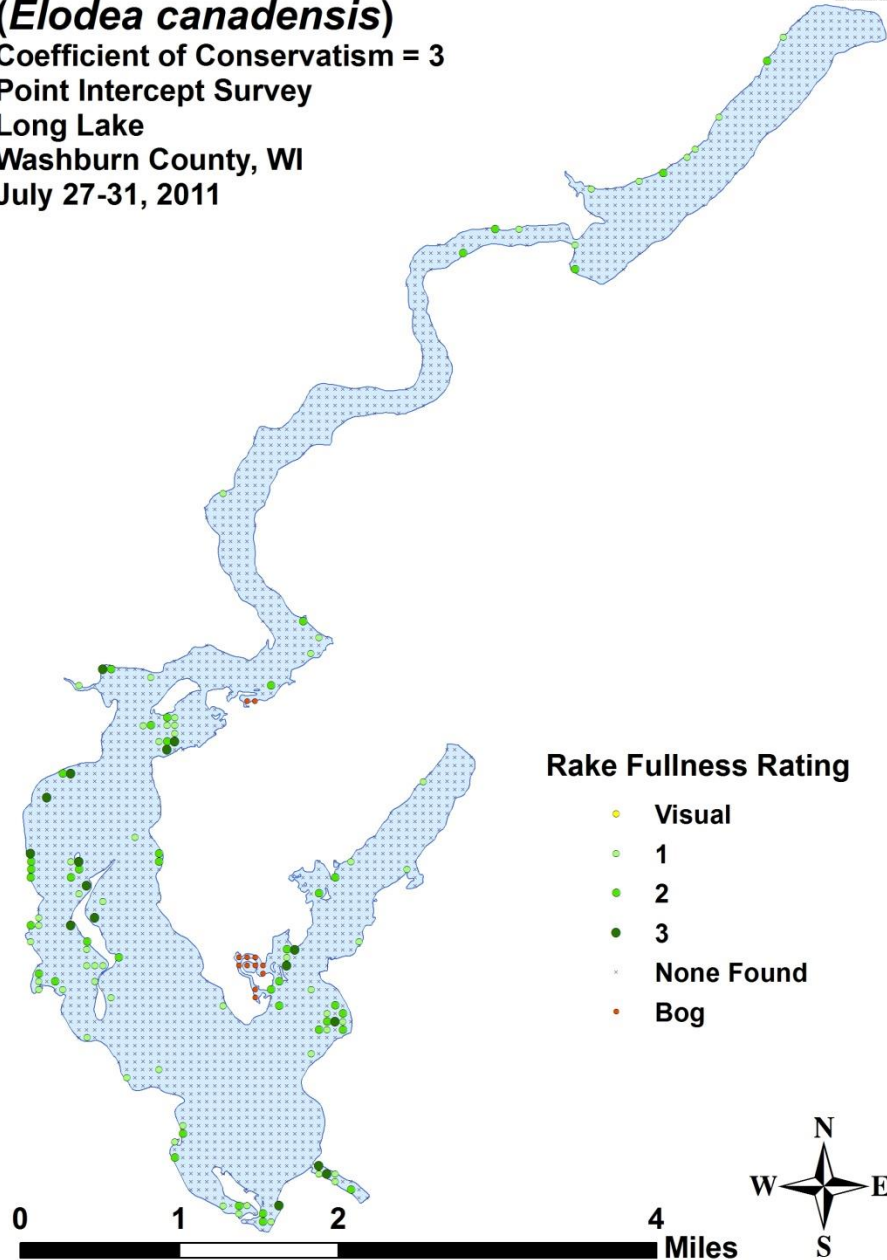 (Elodea canadensis)
Coefficient of Conservatism = 3
Point Intercept Survey
Long Lake
Washburn County, WI
July 27-31, 2011
Rake Fullness Rating
Visual
1
2
3
None Found
Bog
N
W E
S
0 1 2 4
Miles